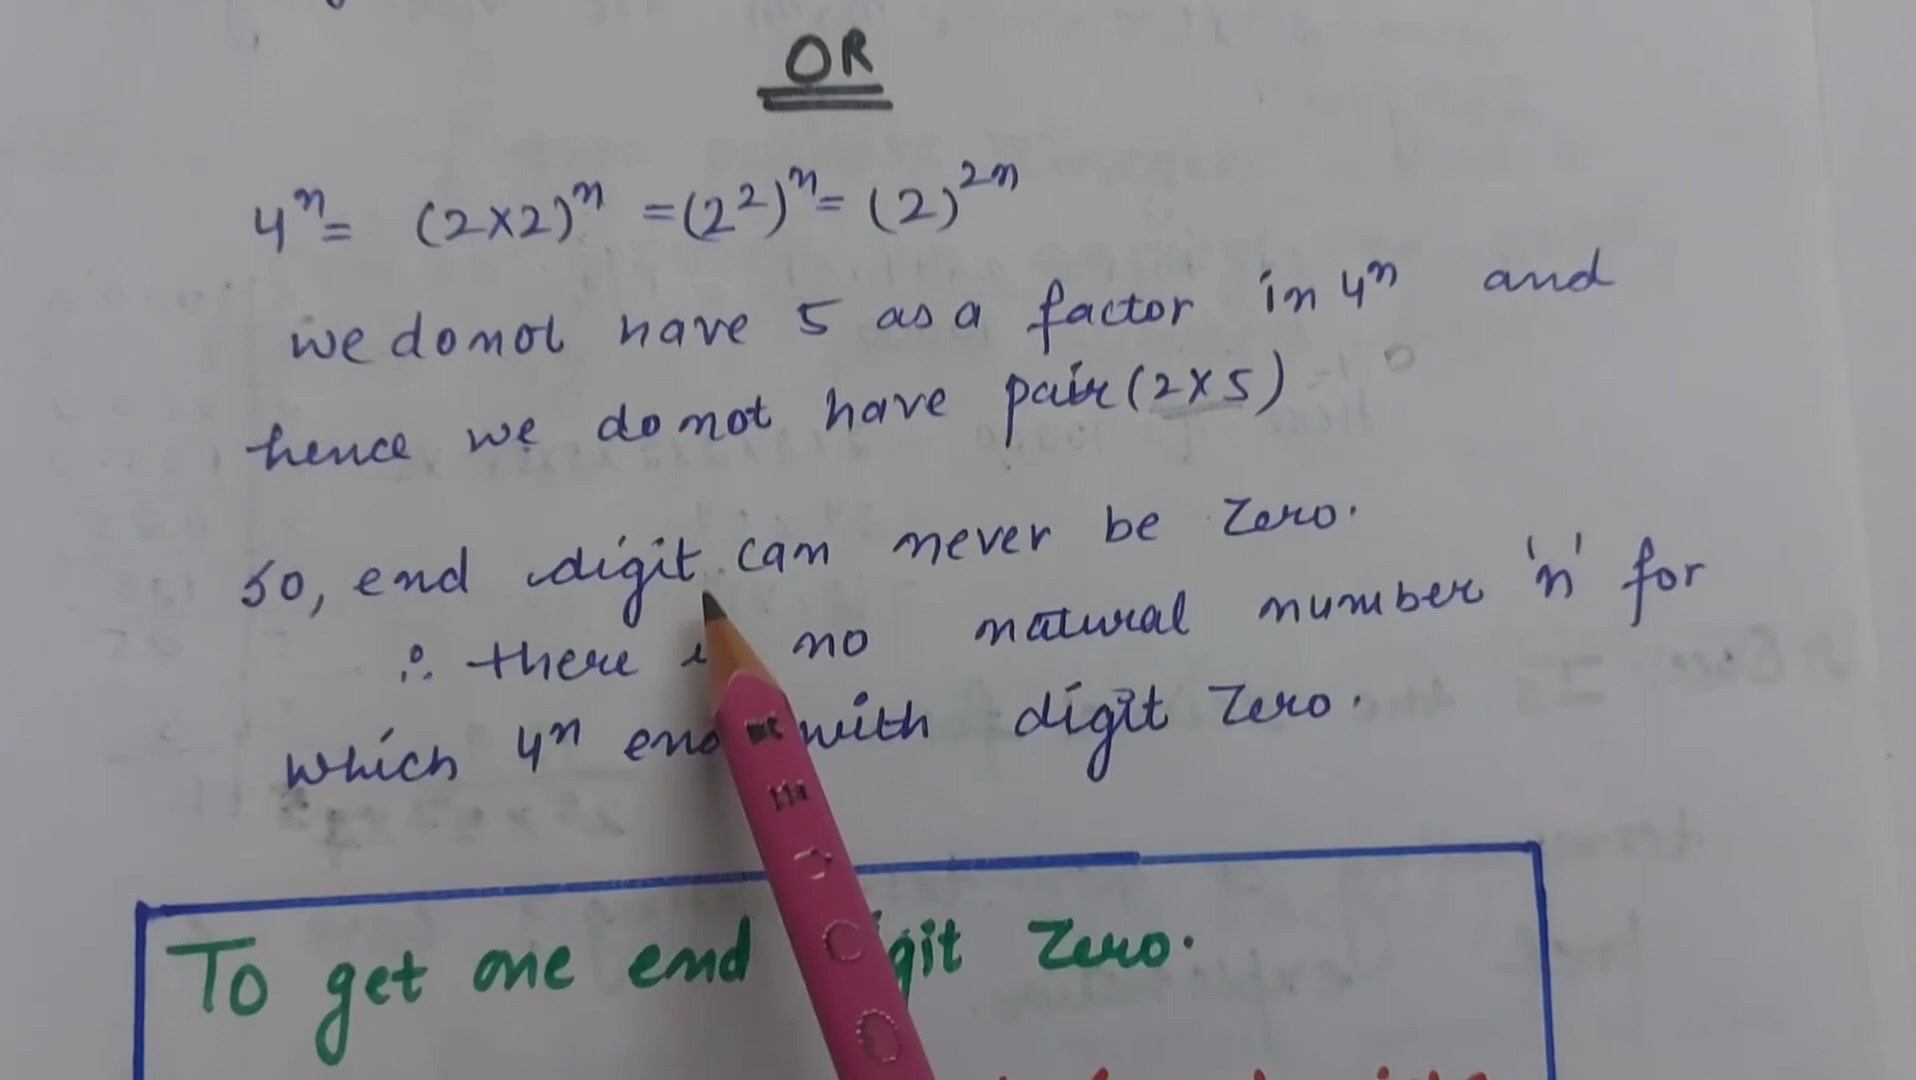 OR
4ⁿ = (2×2)ⁿ = (2²)ⁿ = (2)²ⁿ
we do not have 5 as a factor in 4ⁿ and
hence we do not have pair (2×5)
So, end digit can never be zero.
∴ there no natural number 'n' for
which 4ⁿ with digit zero.
To get one end zero.